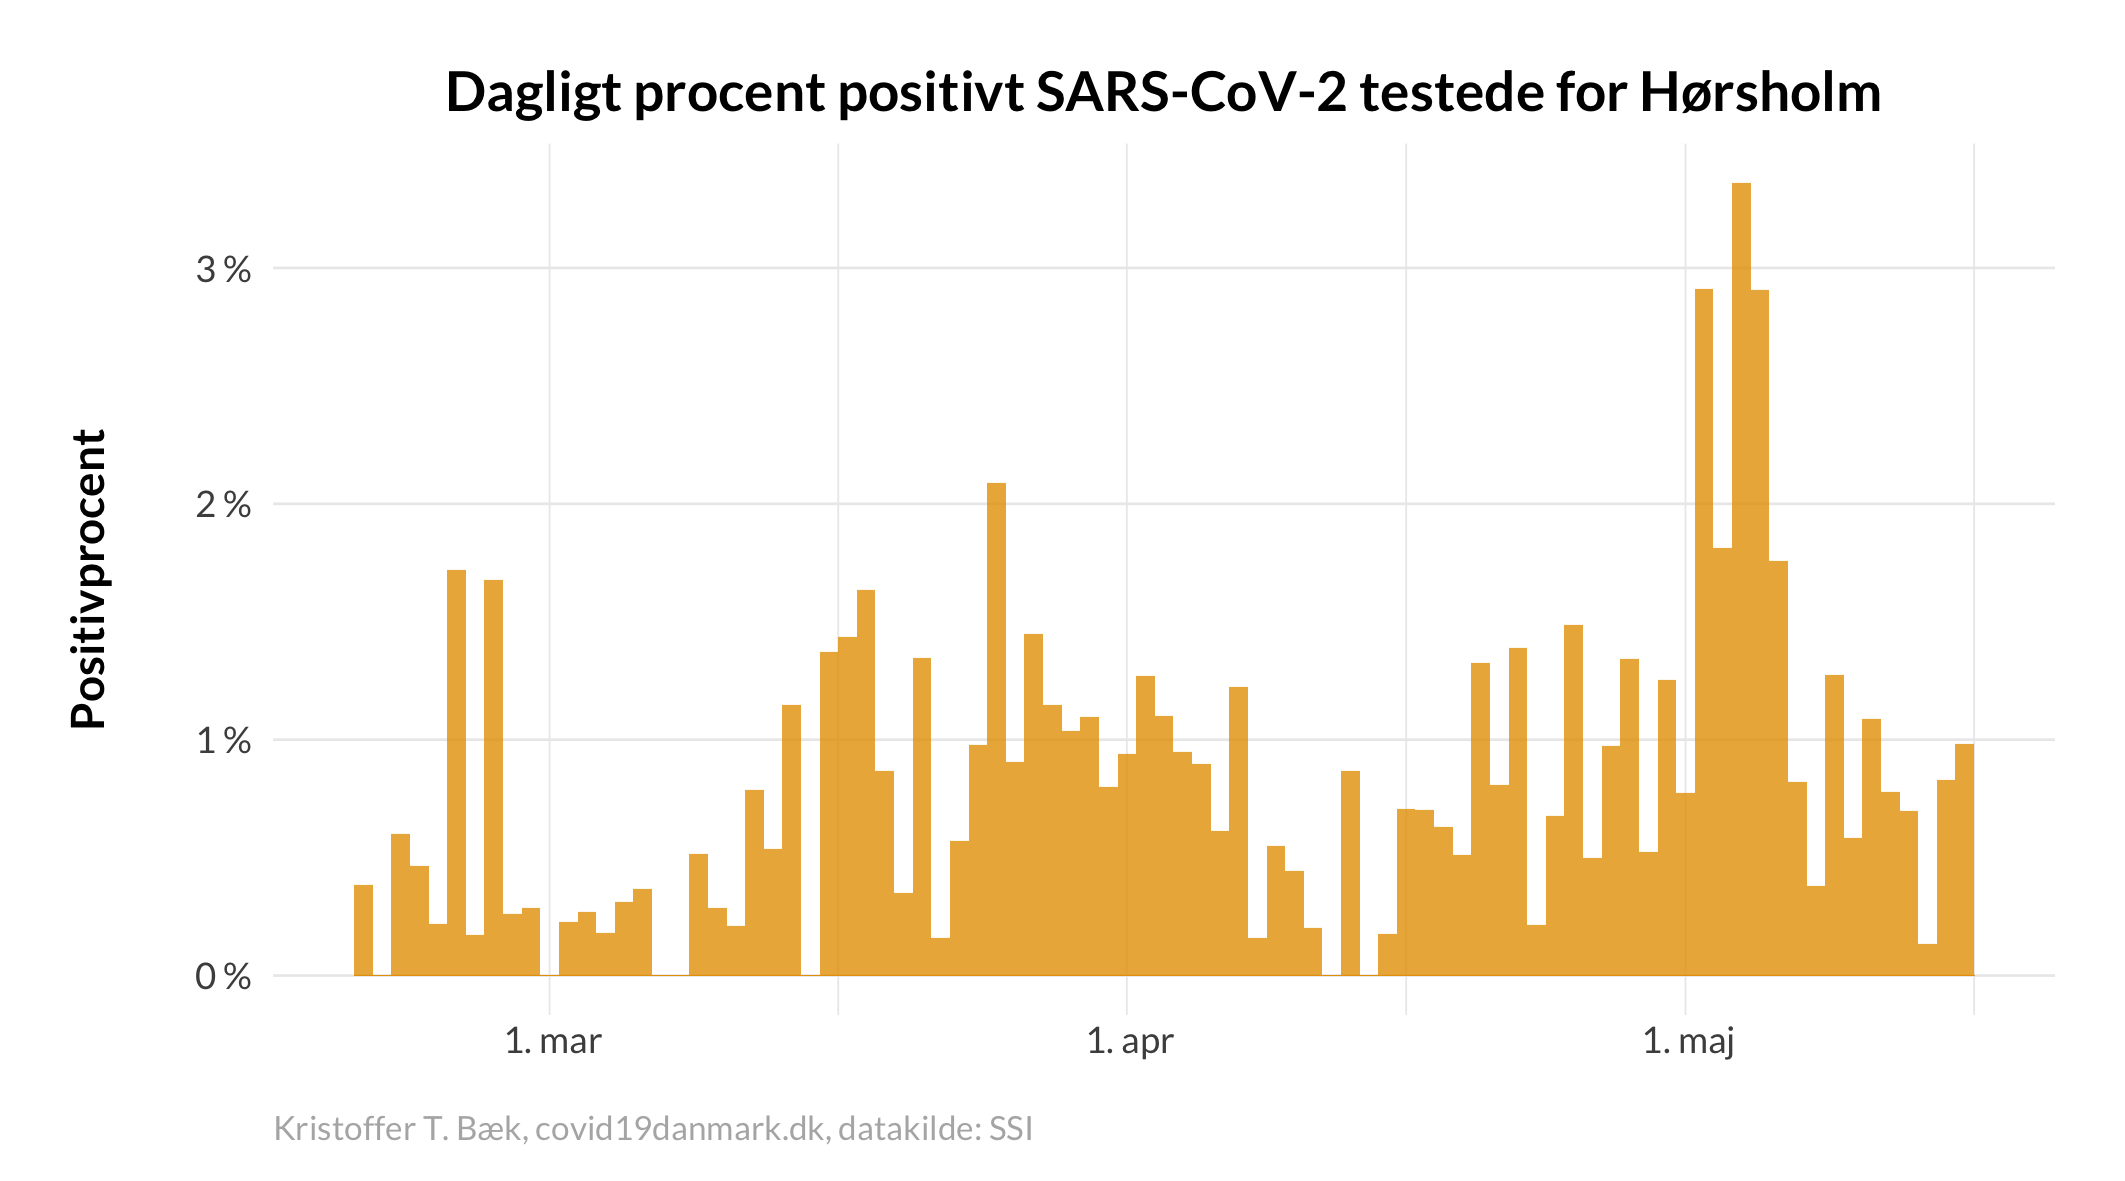 Dagligt procent positivt SARS-CoV-2 testede for Hørsholm
Positivprocent
3 %
2 %
1 %
0 %
1. mar
1. apr
1. maj
Kristoffer T. Bæk, covid19danmark.dk, datakilde: SSI